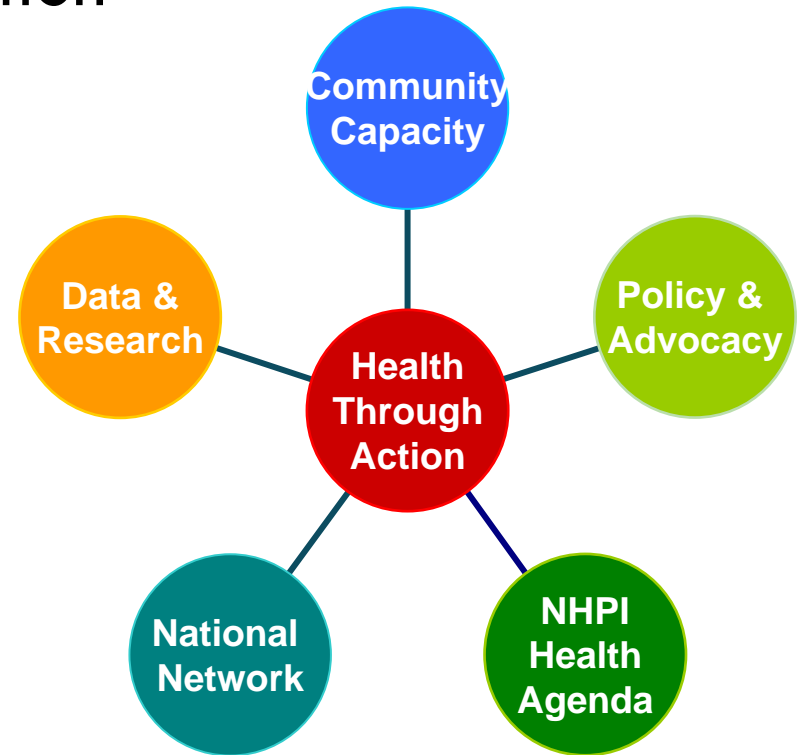 Community
Capacity
Data &
Research
Policy &
Advocacy
Health
Through
Action
National
Network
NHPI
Health
Agenda